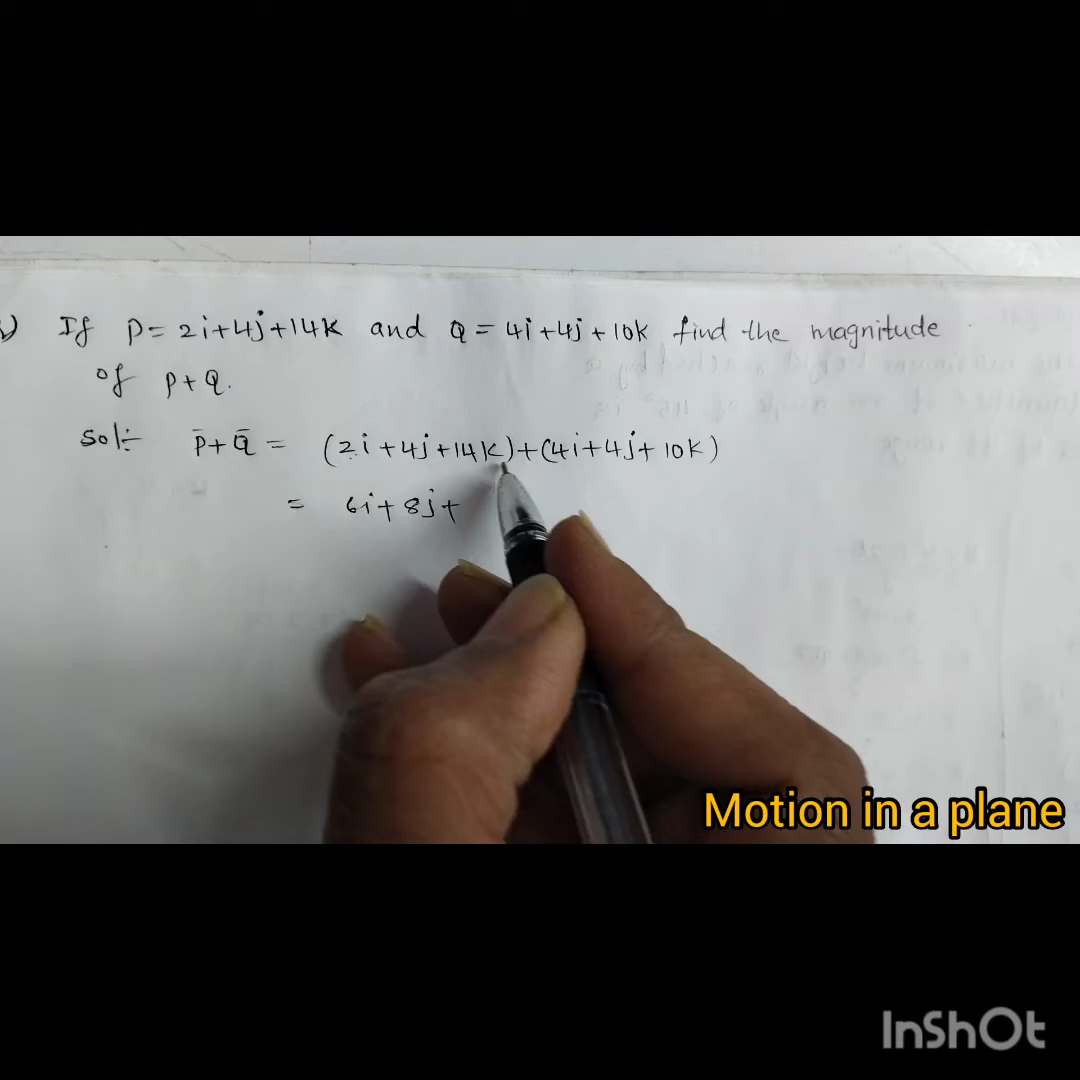 If P = 2i+4j+14K and Q = 4i+4j+10K find the magnitude
of P+Q.
Sol:- P̄+Q̄ = (2i+4j+14K)+(4i+4j+10K)
= 6i+8j+
Motion in a plane
InShOt